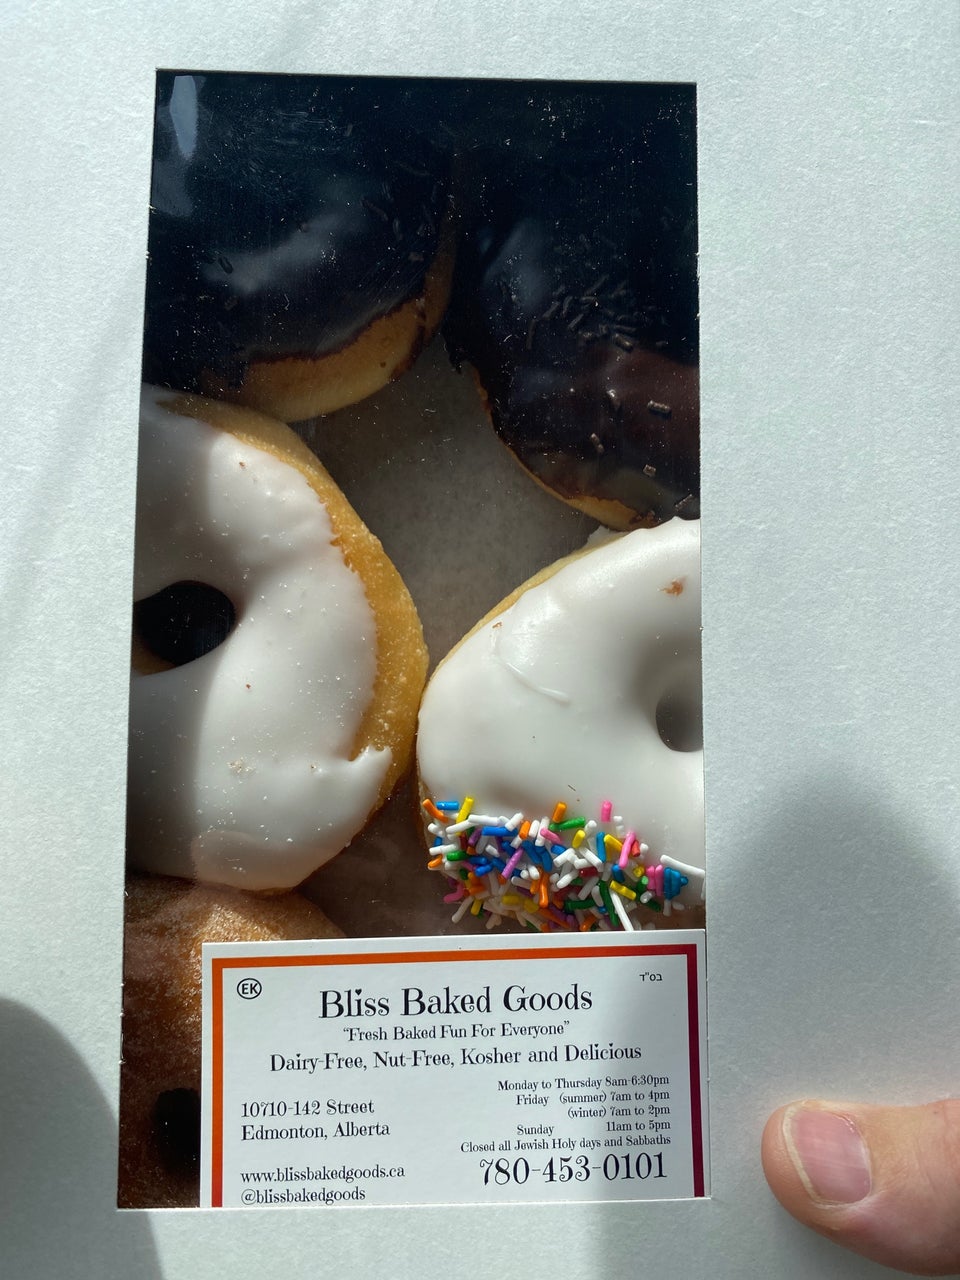 EK
בס"ד
Bliss Baked Goods
“Fresh Baked Fun For Everyone”
Dairy-Free, Nut-Free, Kosher and Delicious
Monday to Thursday 8am-6:30pm
Friday (summer) 7am to 4pm
(winter) 7am to 2pm
Sunday 11am to 5pm
Closed all Jewish Holy days and Sabbaths
780-453-0101
10710-142 Street
Edmonton, Alberta
www.blissbakedgoods.ca
@blissbakedgoods